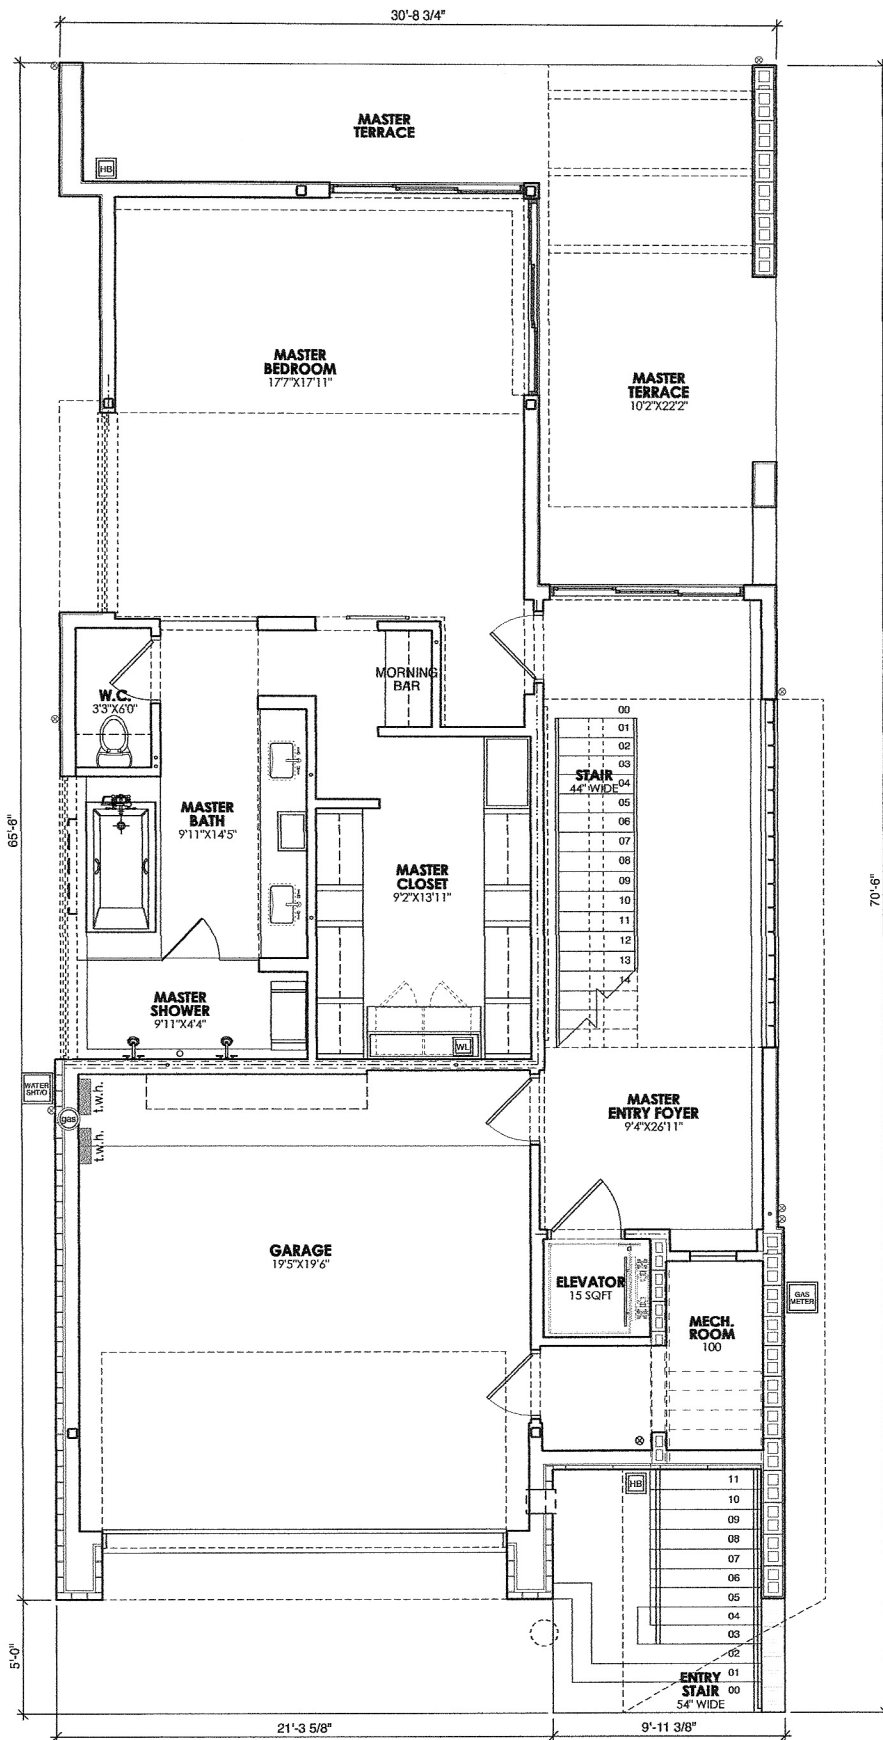 30'-8 3/4"
MASTER
TERRACE
HB
MASTER
BEDROOM
17'7"X17'11"
MASTER
TERRACE
10'2"X22'2"
MORNING
BAR
W.C.
3'3"X6'0"
00
01
02
03
STAIR
04
44" WIDE
05
06
07
08
09
10
11
12
13
14
MASTER
BATH
9'11"X14'5"
65'-6"
70'-6"
MASTER
CLOSET
9'2"X13'11"
MASTER
SHOWER
9'11"X4'4"
WL
WATER
SHT/O
gas
t.w.h.
t.w.h.
MASTER
ENTRY FOYER
9'4"X26'11"
GARAGE
19'5"X19'6"
ELEVATOR
15 SQFT
GAS
METER
MECH.
ROOM
100
HB
11
10
09
08
07
06
05
04
03
02
01
00
ENTRY
STAIR
54" WIDE
5'-0"
21'-3 5/8"
9'-11 3/8"